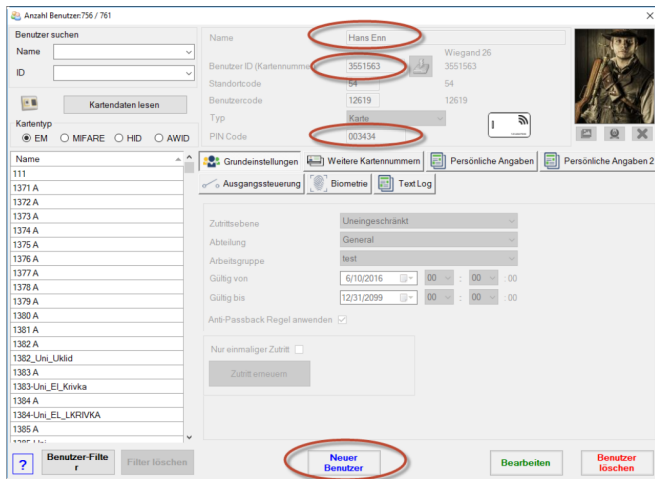 Anzahl Benutzer:756 / 761
Benutzer suchen
Name
ID
Kartendaten lesen
Kartentyp
EM MIFARE HID AWID
Name
111
1371 A
1372 A
1373 A
1374 A
1375 A
1376 A
1377 A
1378 A
1379 A
1380 A
1381 A
1382 A
1382_Uni_Uklid
1383 A
1383-Uni_El_Krivka
1384 A
1384-Uni_EL_LKRIVKA
1385 A
Name Hans Enn
Wiegand 26
Benutzer ID (Kartennumme 3551563 3551563
Standortcode 54 54
Benutzercode 12619 12619
Typ Karte
PIN Code 003434
Grundeinstellungen Weitere Kartennummern Persönliche Angaben Persönliche Angaben 2
Ausgangssteuerung Biometrie Text Log
Zutrittsebene Uneingeschränkt
Abteilung General
Arbeitsgruppe test
Gültig von 6/10/2016 00 : 00 : 00
Gültig bis 12/31/2099 00 : 00 : 00
Anti-Passback Regel anwenden
Nur einmaliger Zutritt
Zutritt erneuern
? Benutzer-Filte
r
Filter löschen
Neuer
Benutzer
Bearbeiten
Benutzer
löschen